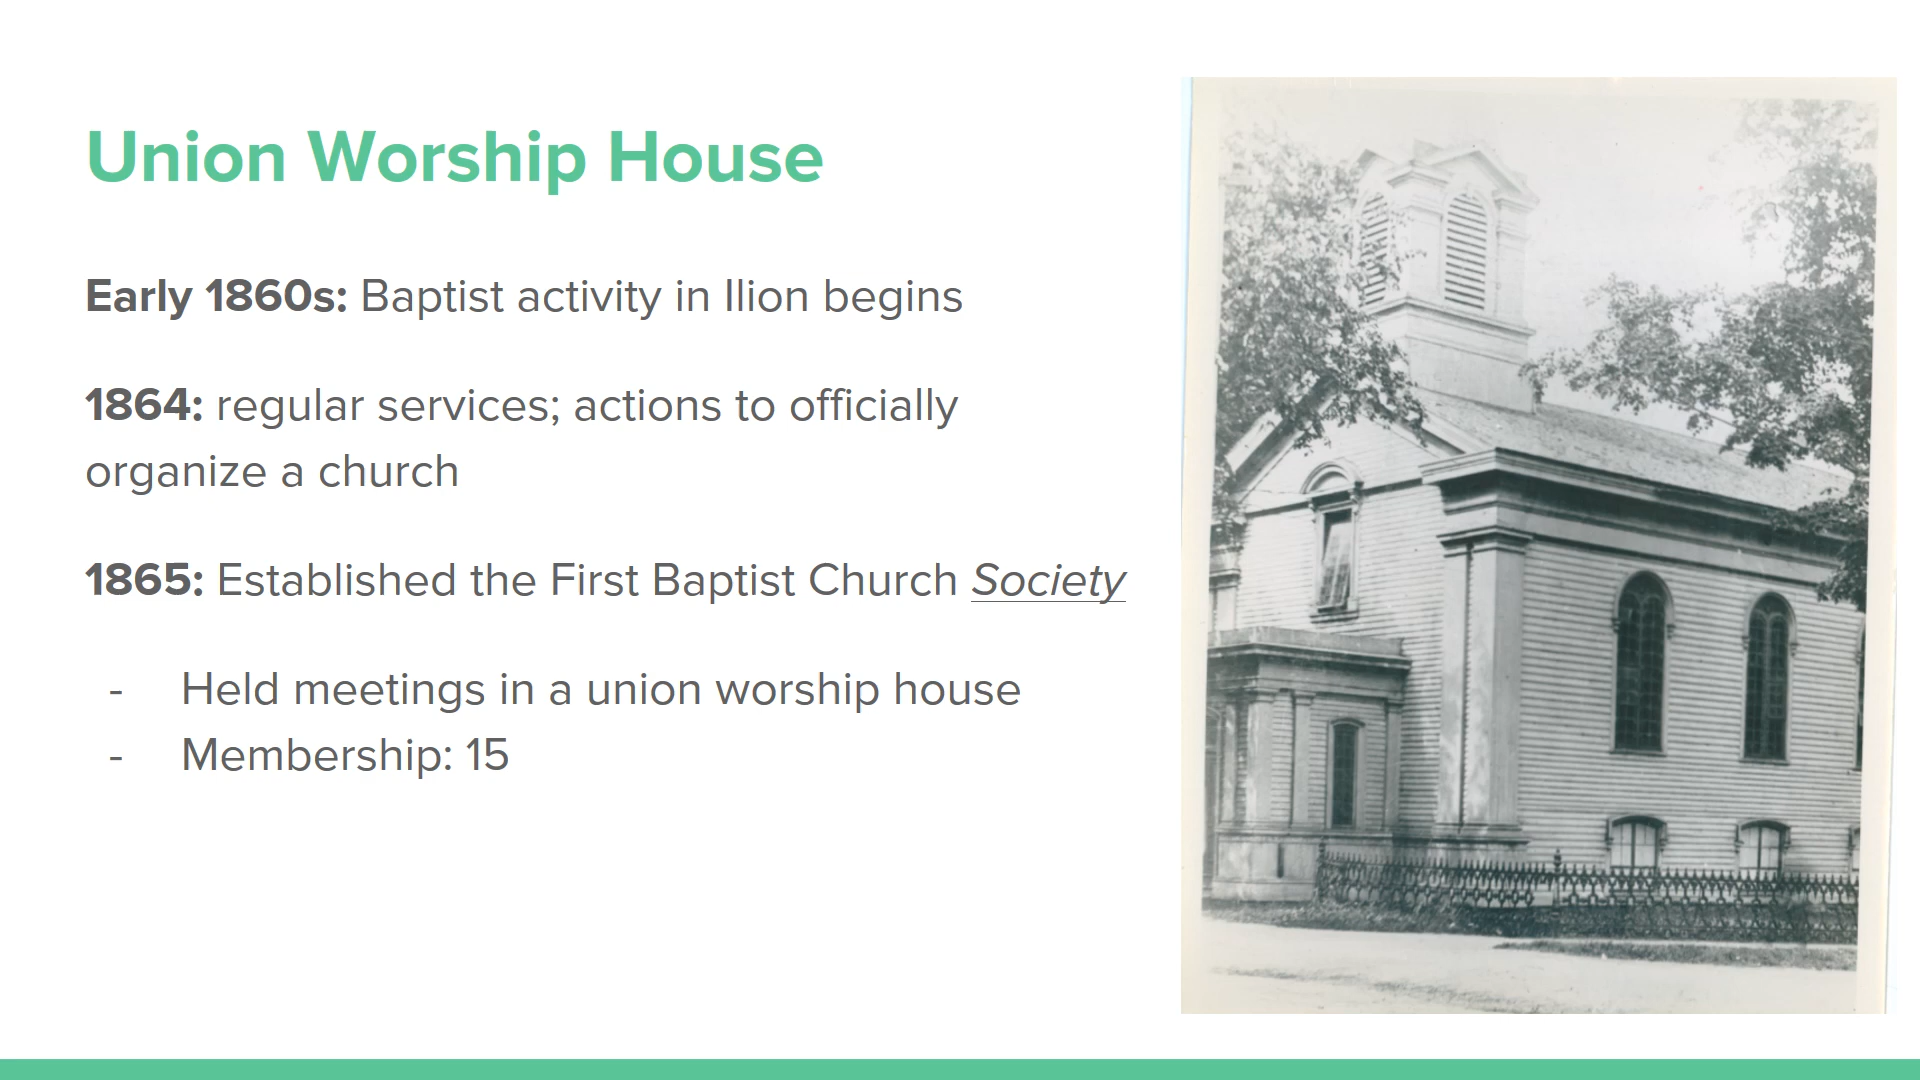 Union Worship House
Early 1860s: Baptist activity in Ilion begins
1864: regular services; actions to officially
organize a church
1865: Established the First Baptist Church Society
- Held meetings in a union worship house
- Membership: 15